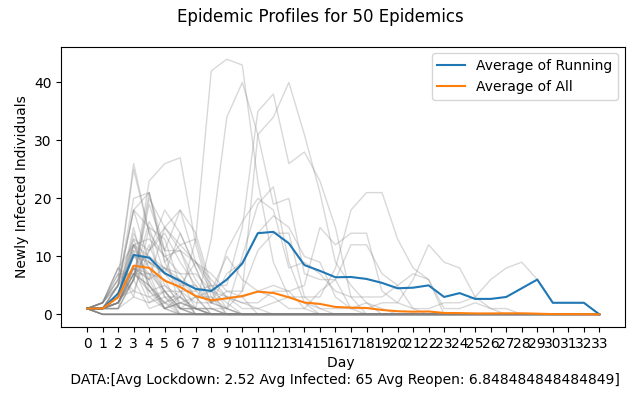 Epidemic Profiles for 50 Epidemics
Average of Running
Average of All
Newly Infected Individuals
40
30
20
10
0
0 1 2 3 4 5 6 7 8 9 10 11 12 13 14 15 16 17 18 19 20 21 22 23 24 25 26 27 28 29 30 31 32 33
Day
DATA:[Avg Lockdown: 2.52 Avg Infected: 65 Avg Reopen: 6.848484848484849]